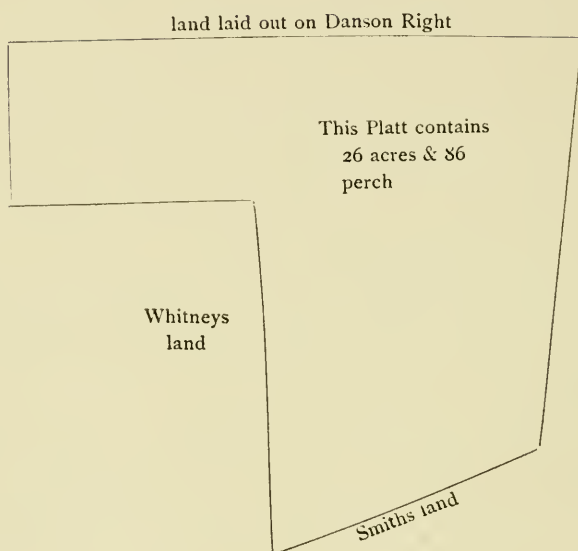 land laid out on Danson Right
This Platt contains
26 acres & 86
perch
Whitneys
land
Smiths land